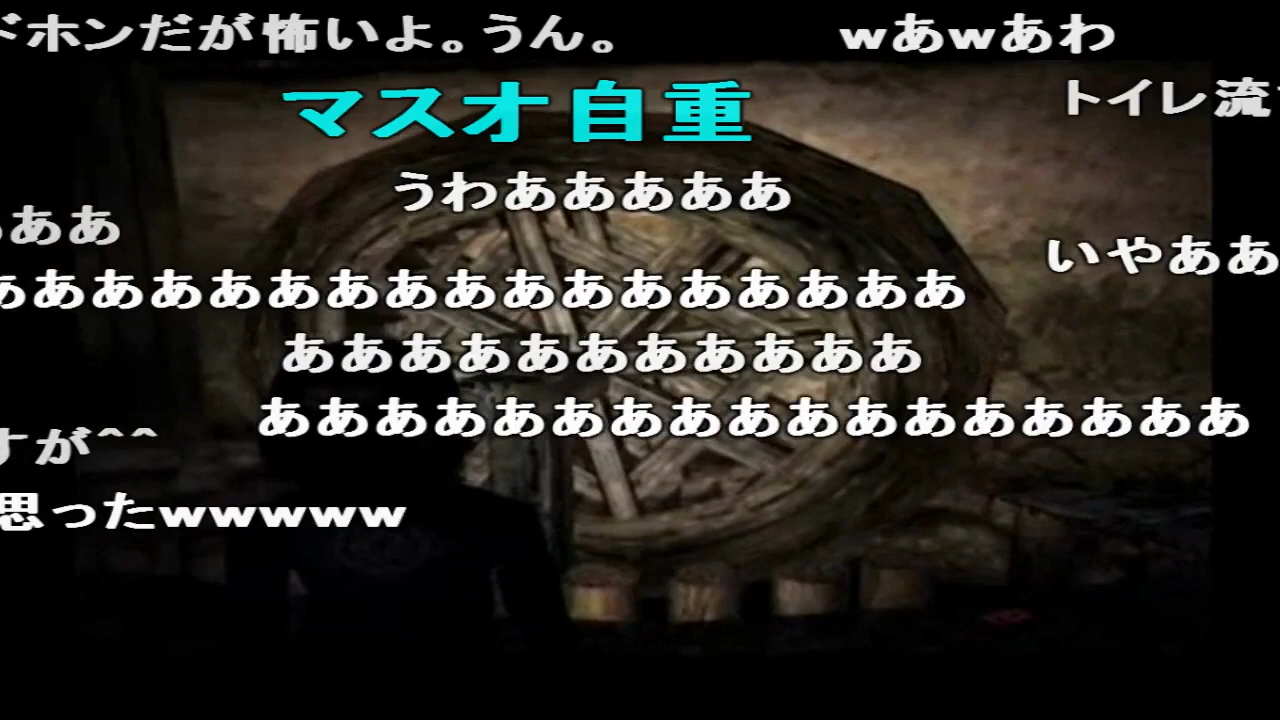 ドホンだが怖いよ。うん。
wあwあわ
マスオ自重
トイレ流
うわあああああ
ああ
いやああ
あああああああああああああああああ
あああああああああああ
あああああああああああああああああ
すが^^
思ったwwwww